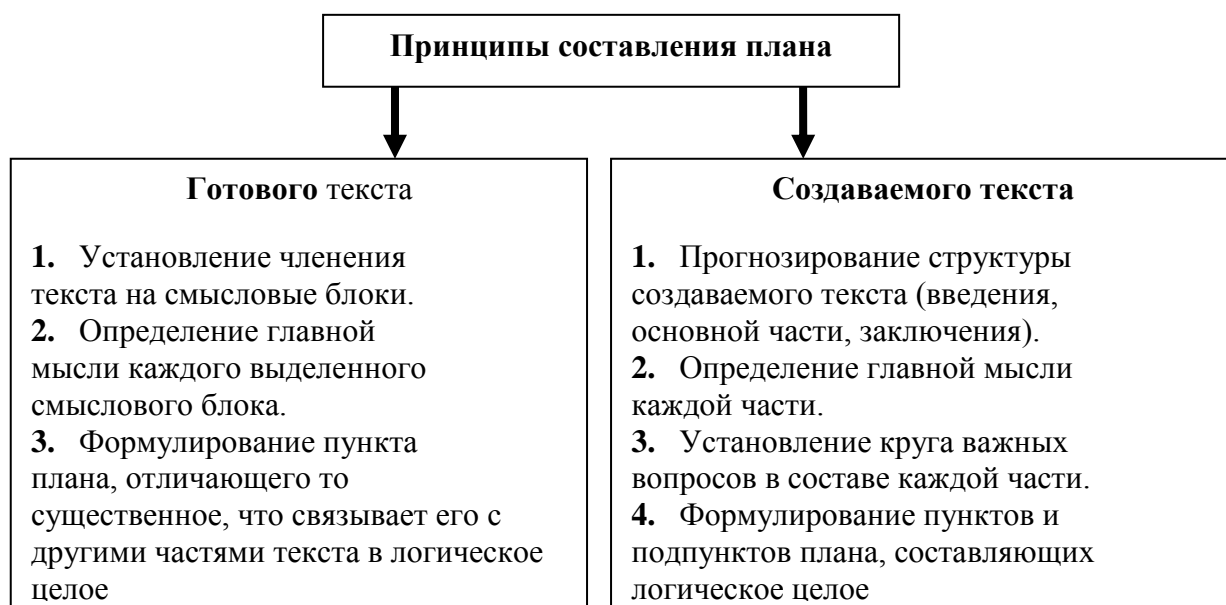 Принципы составления плана
Готового текста
1. Установление членения
текста на смысловые блоки.
2. Определение главной
мысли каждого выделенного
смыслового блока.
3. Формулирование пункта
плана, отличающего то
существенное, что связывает его с
другими частями текста в логическое
целое
Создаваемого текста
1. Прогнозирование структуры
создаваемого текста (введения,
основной части, заключения).
2. Определение главной мысли
каждой части.
3. Установление круга важных
вопросов в составе каждой части.
4. Формулирование пунктов и
подпунктов плана, составляющих
логическое целое